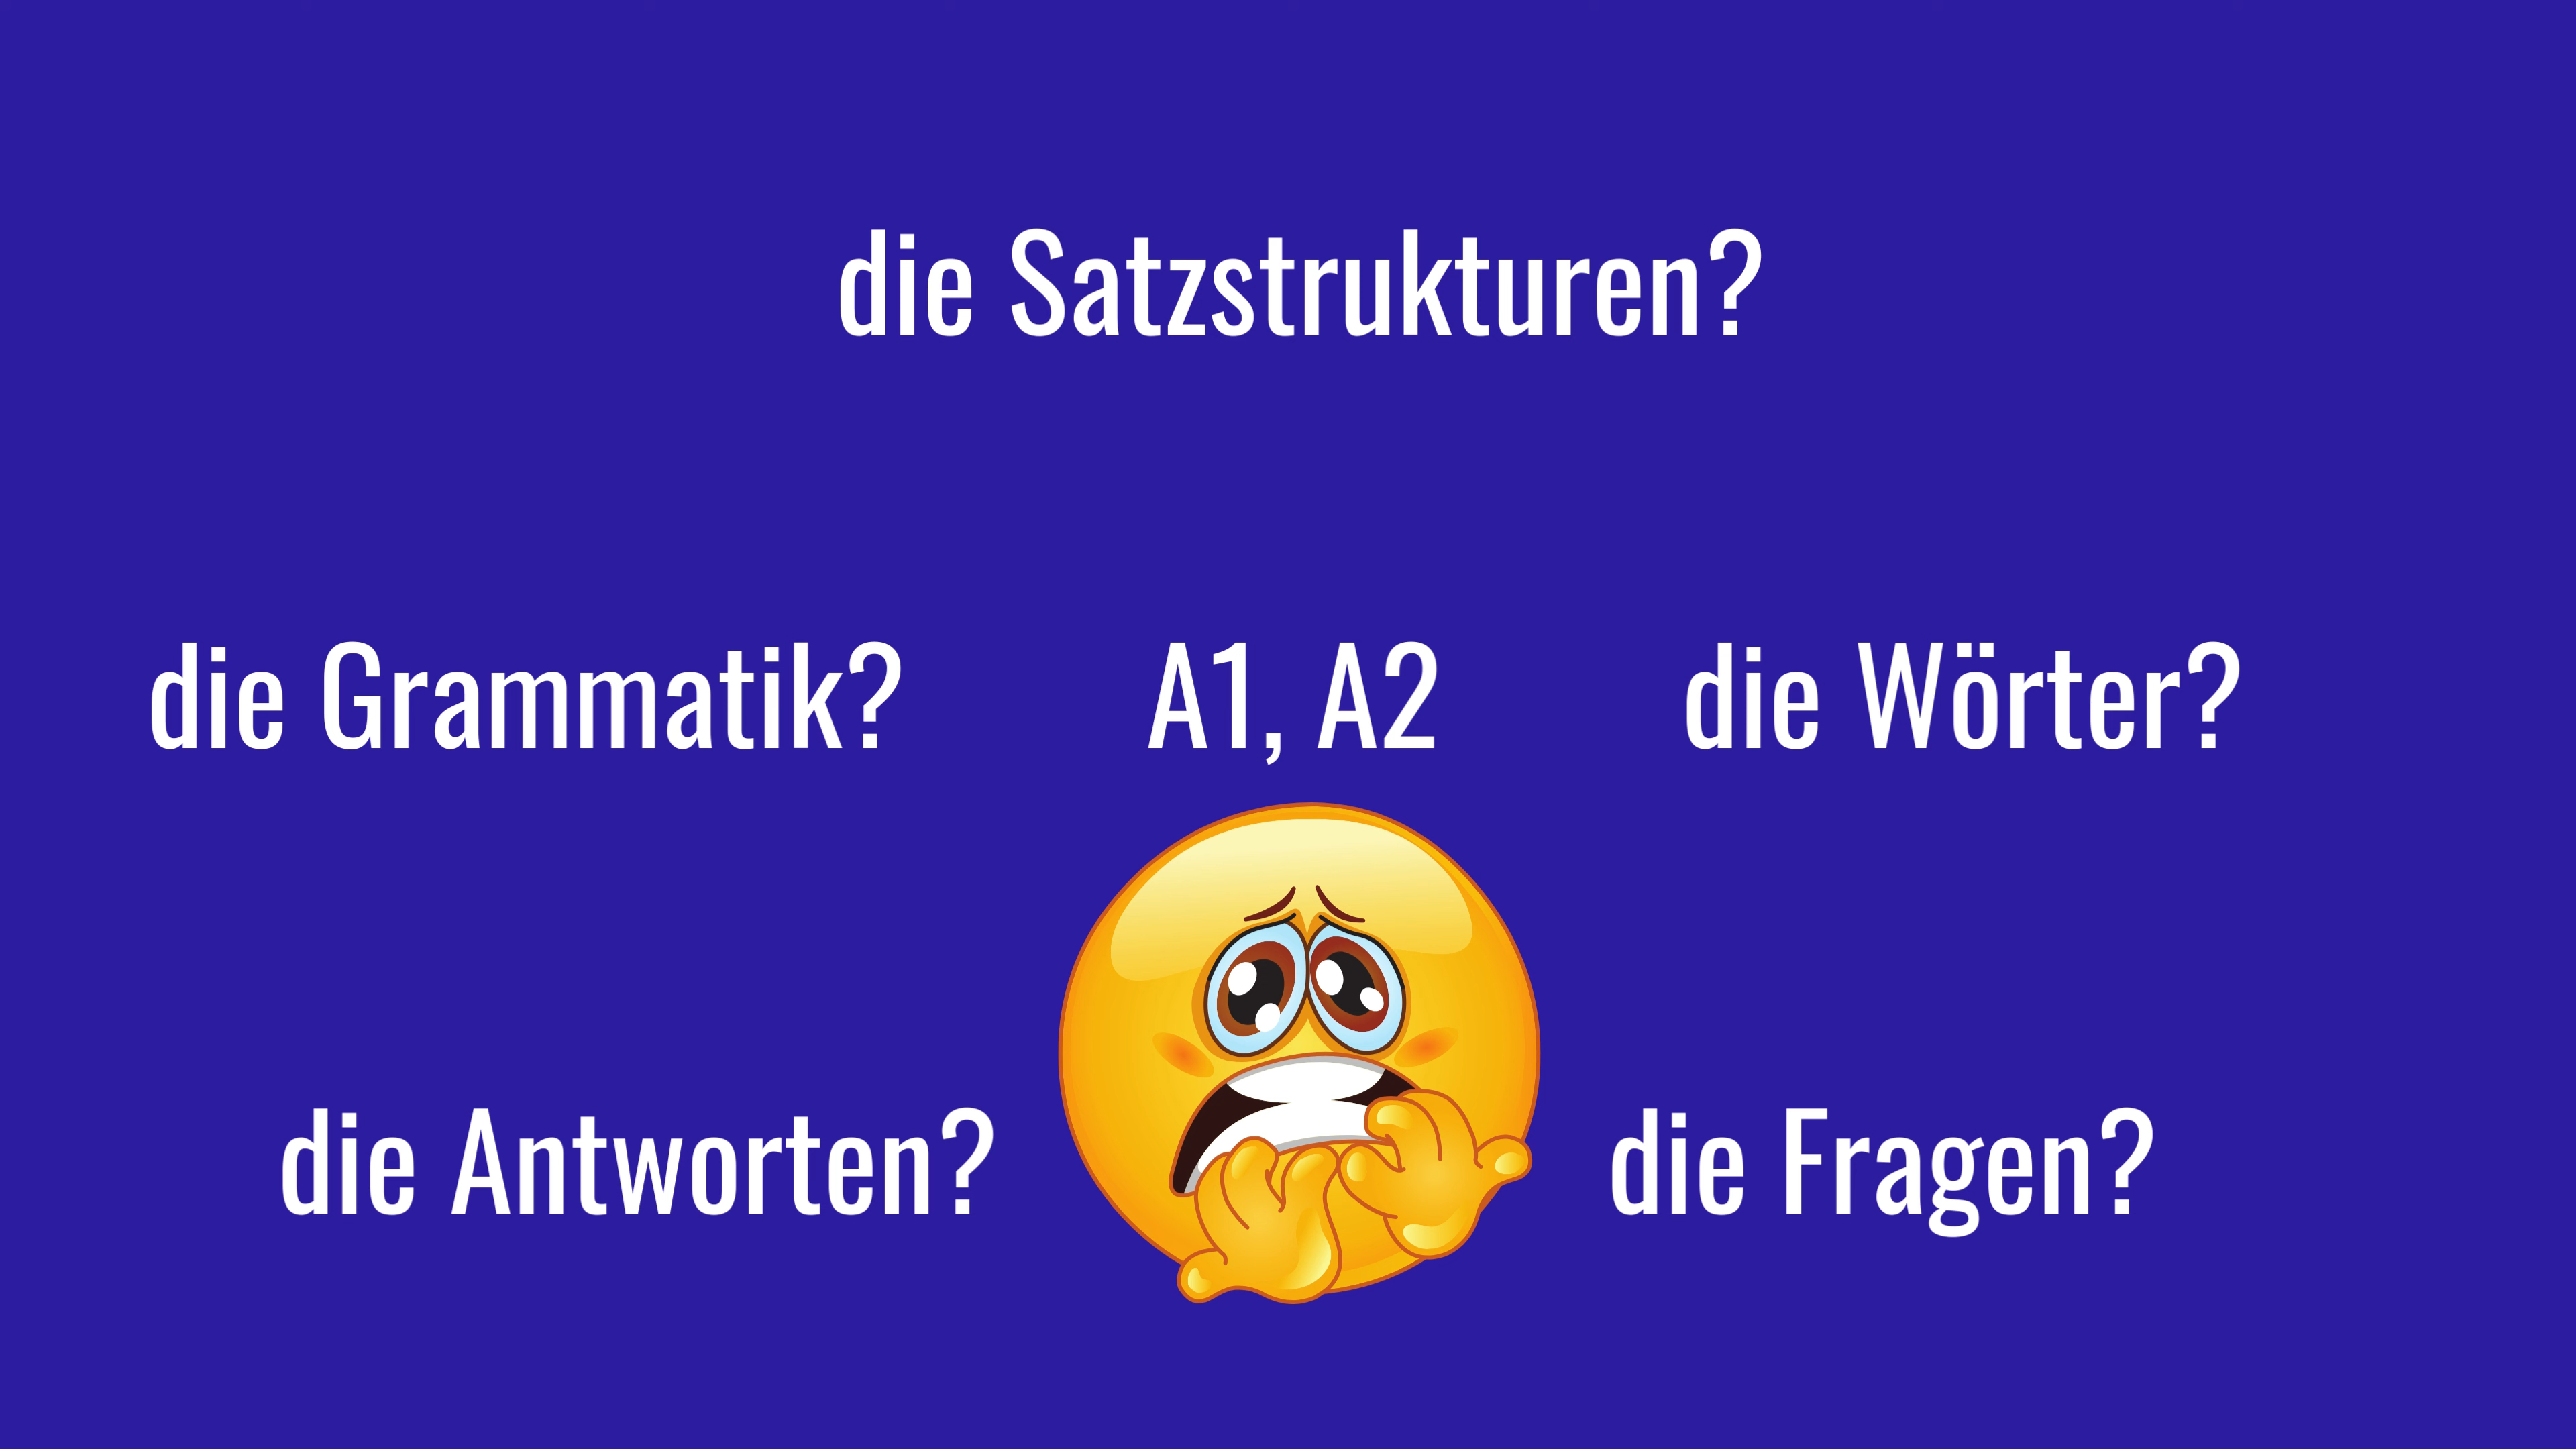 die Satzstrukturen?
die Grammatik?
A1, A2
die Wörter?
die Antworten?
die Fragen?